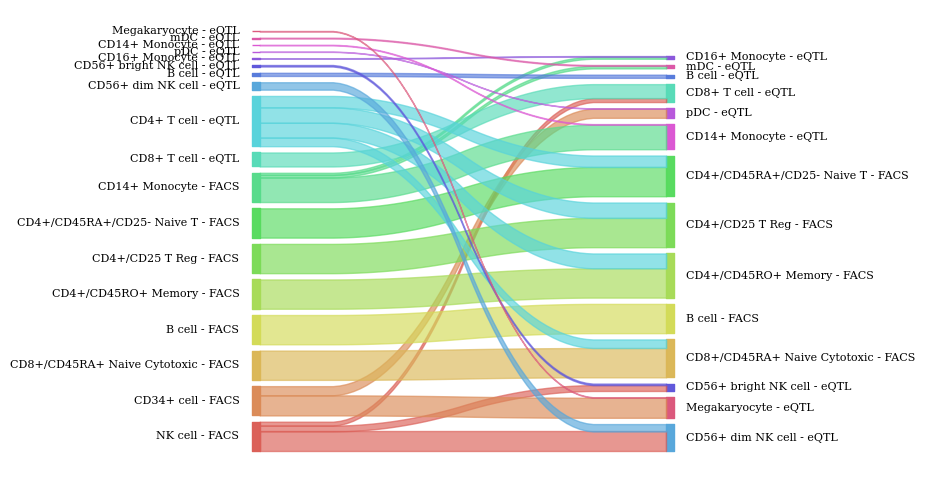 Megakaryocyte - eQTL
mDC - eQTL
CD14+ Monocyte - eQTL
pDC - eQTL
CD16+ Monocyte - eQTL
CD56+ bright NK cell - eQTL
B cell - eQTL
CD56+ dim NK cell - eQTL
CD4+ T cell - eQTL
CD8+ T cell - eQTL
CD14+ Monocyte - FACS
CD4+/CD45RA+/CD25- Naive T - FACS
CD4+/CD25 T Reg - FACS
CD4+/CD45RO+ Memory - FACS
B cell - FACS
CD8+/CD45RA+ Naive Cytotoxic - FACS
CD34+ cell - FACS
NK cell - FACS
CD16+ Monocyte - eQTL
mDC - eQTL
B cell - eQTL
CD8+ T cell - eQTL
pDC - eQTL
CD14+ Monocyte - eQTL
CD4+/CD45RA+/CD25- Naive T - FACS
CD4+/CD25 T Reg - FACS
CD4+/CD45RO+ Memory - FACS
B cell - FACS
CD8+/CD45RA+ Naive Cytotoxic - FACS
CD56+ bright NK cell - eQTL
Megakaryocyte - eQTL
CD56+ dim NK cell - eQTL